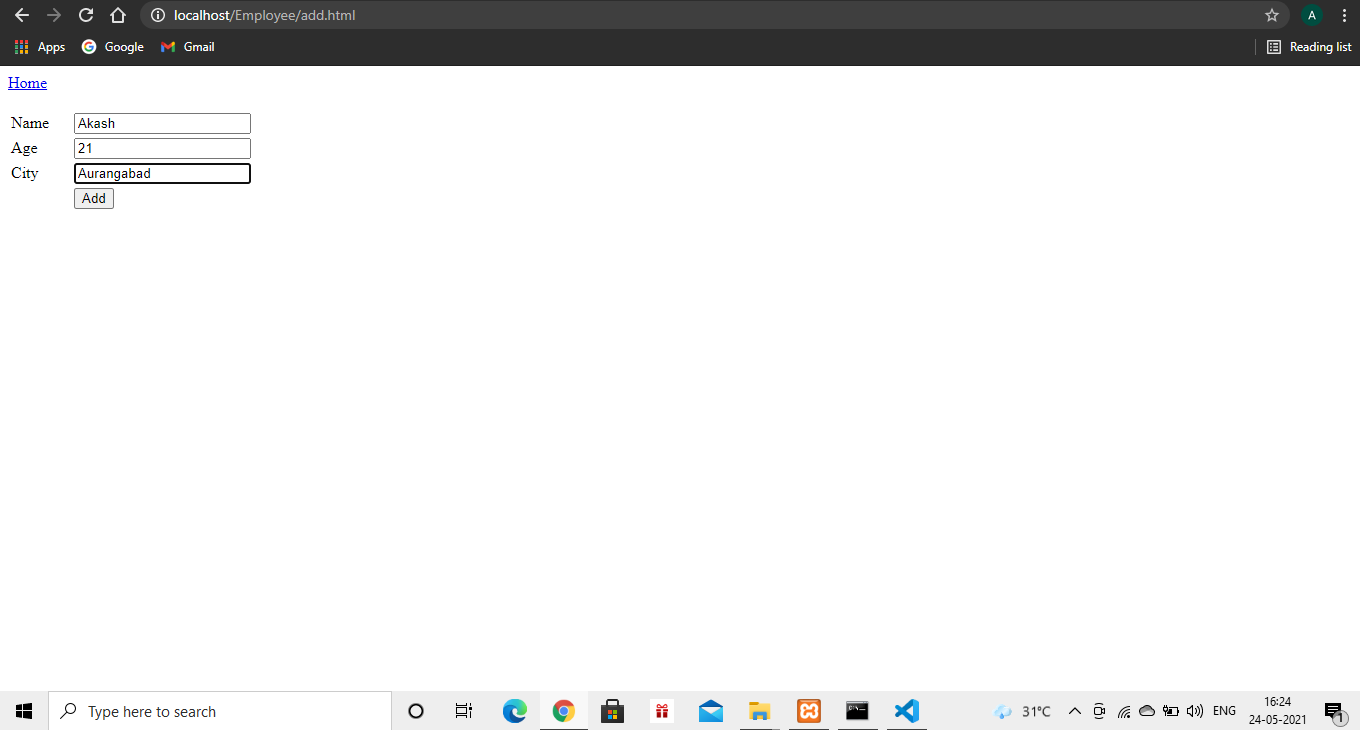 localhost/Employee/add.html
A
Apps Google Gmail Reading list
Home
Name Akash
Age 21
City Aurangabad
Add
Type here to search 31°C ENG 16:24
24-05-2021 1